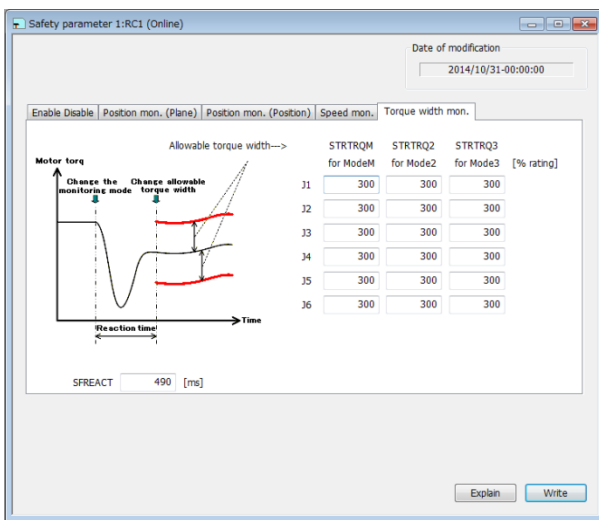 Safety parameter 1:RC1 (Online)
Date of modification
2014/10/31-00:00:00
Enable Disable Position mon. (Plane) Position mon. (Position) Speed mon. Torque width mon.
Allowable torque width--->
STRTRQM STRTRQ2 STRTRQ3
for ModeM for Mode2 for Mode3 [% rating]
Motor torq
Change the monitoring mode
Change allowable torque width
J1 300 300 300
J2 300 300 300
J3 300 300 300
J4 300 300 300
J5 300 300 300
J6 300 300 300
Time
Reaction time
SFREACT 490 [ms]
Explain Write